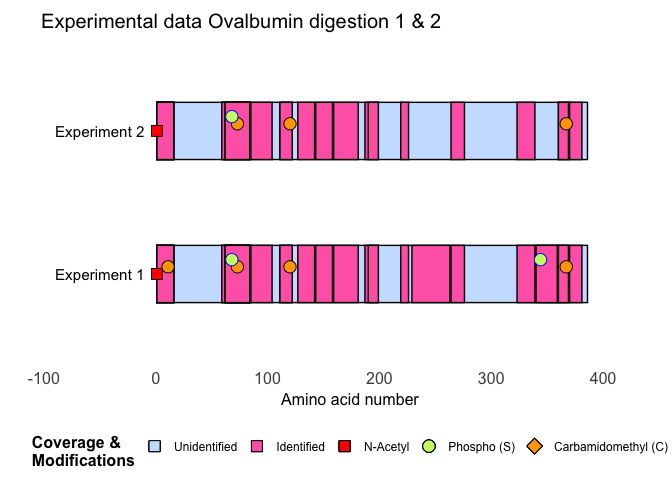 Experimental data Ovalbumin digestion 1 & 2
Experiment 2
Experiment 1
-100 0 100 200 300 400
Amino acid number
Coverage &
Modifications
Unidentified Identified N-Acetyl Phospho (S) Carbamidomethyl (C)